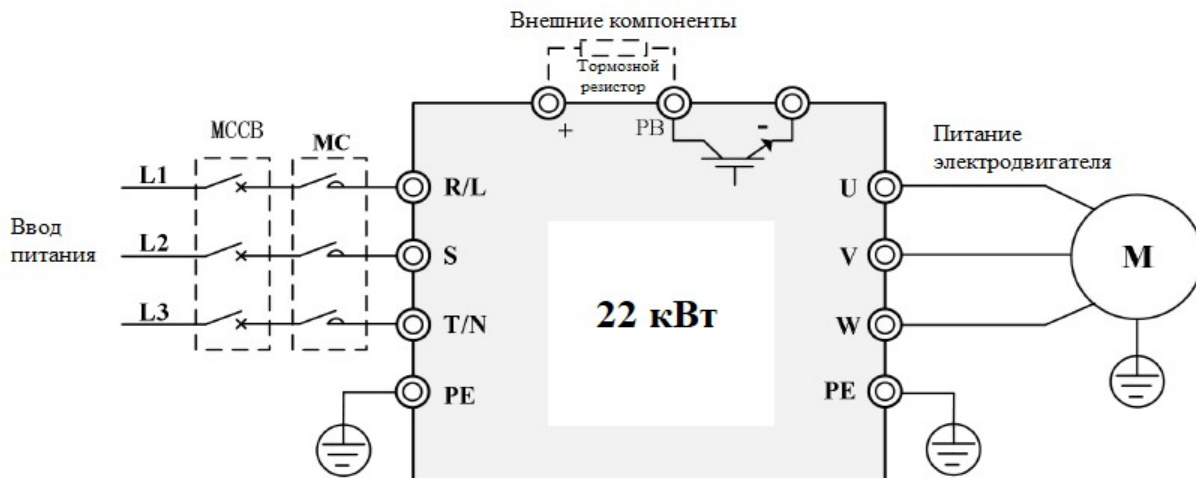 Внешние компоненты
Тормозной
резистор
+
PB
-
MCCB
MC
L1
R/L
U
Питание
электродвигателя
Ввод
питания
L2
S
V
M
L3
T/N
22 кВт
W
PE
PE